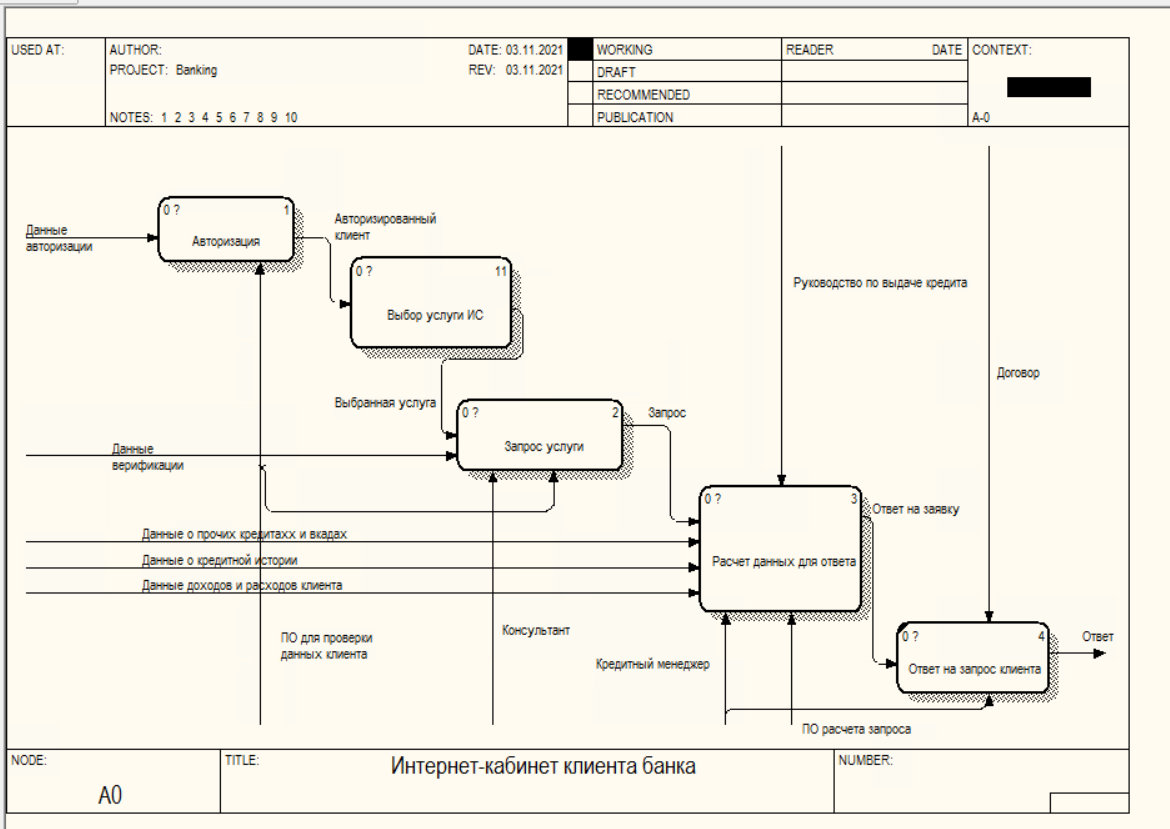 USED AT:
AUTHOR:
DATE: 03.11.2021
PROJECT: Banking
REV: 03.11.2021
NOTES: 1 2 3 4 5 6 7 8 9 10
WORKING
DRAFT
RECOMMENDED
PUBLICATION
READER
DATE
CONTEXT:
A-0
Данные
авторизации
0 ?
1
Авторизация
Авторизированный
клиент
0 ?
11
Выбор услуги ИС
Руководство по выдаче кредита
Договор
Выбранная услуга
0 ?
2
Запрос услуги
Запрос
Данные
верификации
0 ?
3
Расчет данных для ответа
Ответ на заявку
Данные о прочих кредитахх и вкадах
Данные о кредитной истории
Данные доходов и расходов клиента
ПО для проверки
данных клиента
Консультант
Кредитный менеджер
0 ?
4
Ответ на запрос клиента
Ответ
ПО расчета запроса
NODE:
A0
TITLE:
Интернет-кабинет клиента банка
NUMBER: